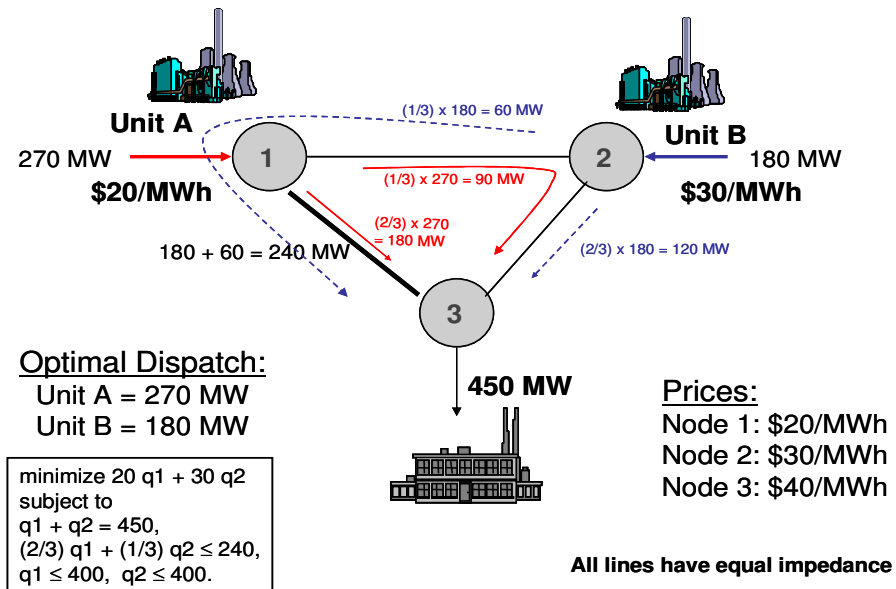 (1/3) x 180 = 60 MW
Unit A
Unit B
270 MW
1
2
180 MW
$20/MWh
(1/3) x 270 = 90 MW
$30/MWh
(2/3) x 270
= 180 MW
180 + 60 = 240 MW
(2/3) x 180 = 120 MW
3
Optimal Dispatch:
Unit A = 270 MW
Unit B = 180 MW
450 MW
Prices:
Node 1: $20/MWh
Node 2: $30/MWh
Node 3: $40/MWh
minimize 20 q1 + 30 q2
subject to
q1 + q2 = 450,
(2/3) q1 + (1/3) q2 ≤ 240,
q1 ≤ 400, q2 ≤ 400.
All lines have equal impedance